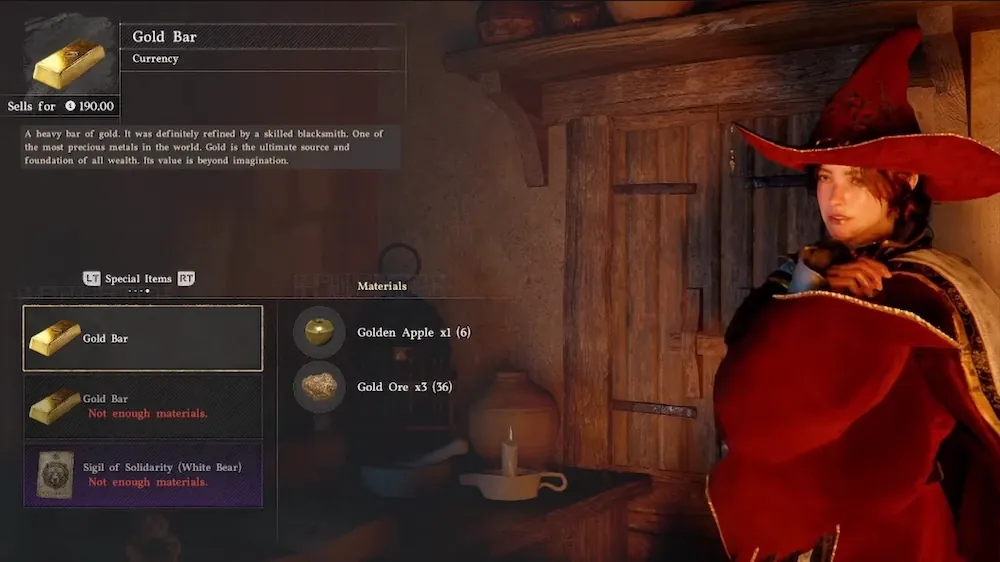 Gold Bar
Currency
Sells for 190.00
A heavy bar of gold. It was definitely refined by a skilled blacksmith. One of
the most precious metals in the world. Gold is the ultimate source and
foundation of all wealth. Its value is beyond imagination.
LT Special Items RT
Materials
Gold Bar
Golden Apple x1 (6)
Gold Ore x3 (36)
Gold Bar
Not enough materials.
Sigil of Solidarity (White Bear)
Not enough materials.